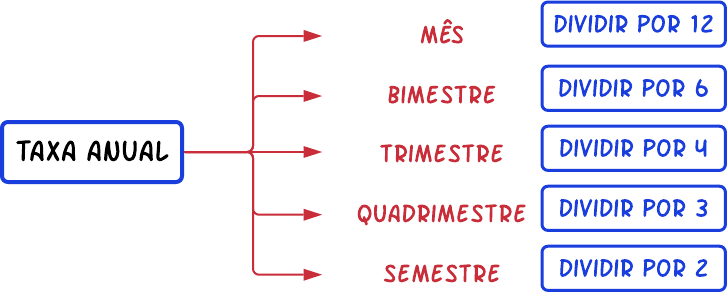 TAXA ANUAL
MÊS DIVIDIR POR 12
BIMESTRE DIVIDIR POR 6
TRIMESTRE DIVIDIR POR 4
QUADRIMESTRE DIVIDIR POR 3
SEMESTRE DIVIDIR POR 2